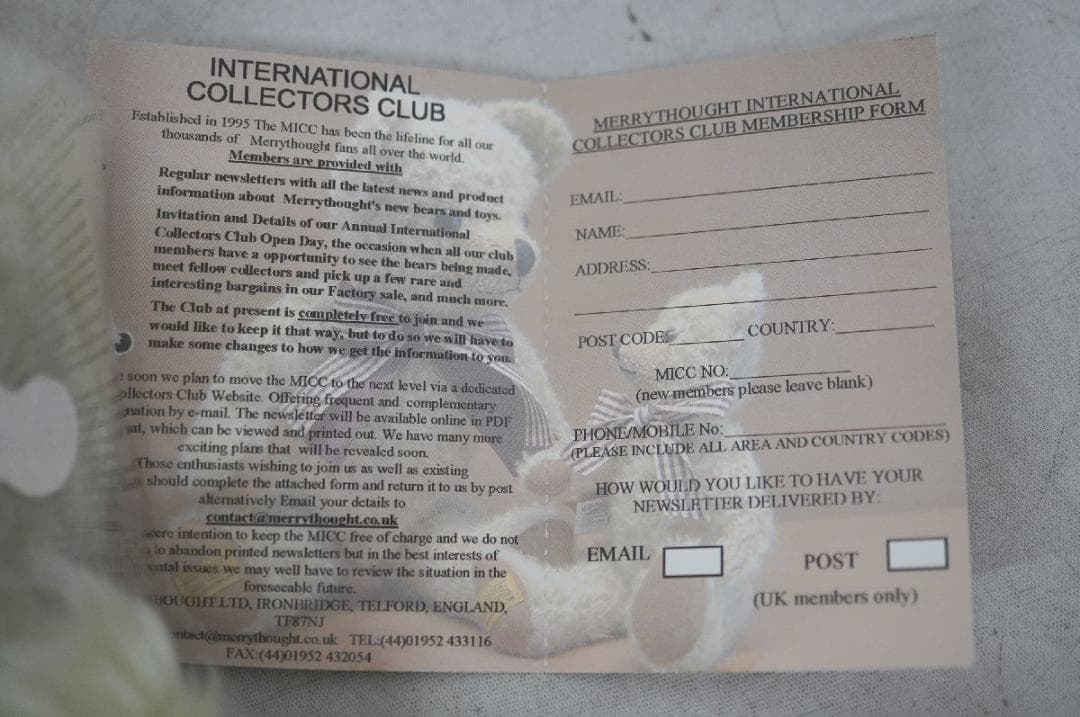 INTERNATIONAL
COLLECTORS CLUB
Established in 1995 The MICC has been the lifeline for all our
thousands of Merrythought fans all over the world.
Members are provided with
Regular newsletters with all the latest news and product
information about Merrythought's new bears and toys.
Invitation and Details of our Annual International
Collectors Club Open Day, the occasion when all our club
members have a opportunity to see the bears being made,
meet fellow collectors and pick up a few rare and
interesting bargains in our Factory sale, and much more.
The Club at present is completely free to join and we
would like to keep it that way, but to do so we will have to
make some changes to how we get the information to you.
soon we plan to move the MICC to the next level via a dedicated
ollectors Club Website. Offering frequent and complementary
mation by e-mail. The newsletter will be available online in PDF
which can be viewed and printed out. We have many more
exciting plans that will be revealed soon.
Those enthusiasts wishing to join us as well as existing
should complete the attached form and return it to us by post
alternatively Email your details to
contact@merrythought.co.uk
intention to keep the MICC free of charge and we do not
to abandon printed newsletters but in the best interests of
issues we may well have to review the situation in the
foreseeable future.
HOUGHT LTD, IRONBRIDGE, TELFORD, ENGLAND,
TF87NJ
ntact@merrythought.co.uk TEL:(44)01952 433116
FAX:(44)01952 432054
MERRYTHOUGHT INTERNATIONAL
COLLECTORS CLUB MEMBERSHIP FORM
EMAIL:
NAME:
ADDRESS:
POST CODE: COUNTRY:
MICC NO:
(new members please leave blank)
PHONE/MOBILE No:
(PLEASE INCLUDE ALL AREA AND COUNTRY CODES)
HOW WOULD YOU LIKE TO HAVE YOUR
NEWSLETTER DELIVERED BY:
EMAIL POST
(UK members only)